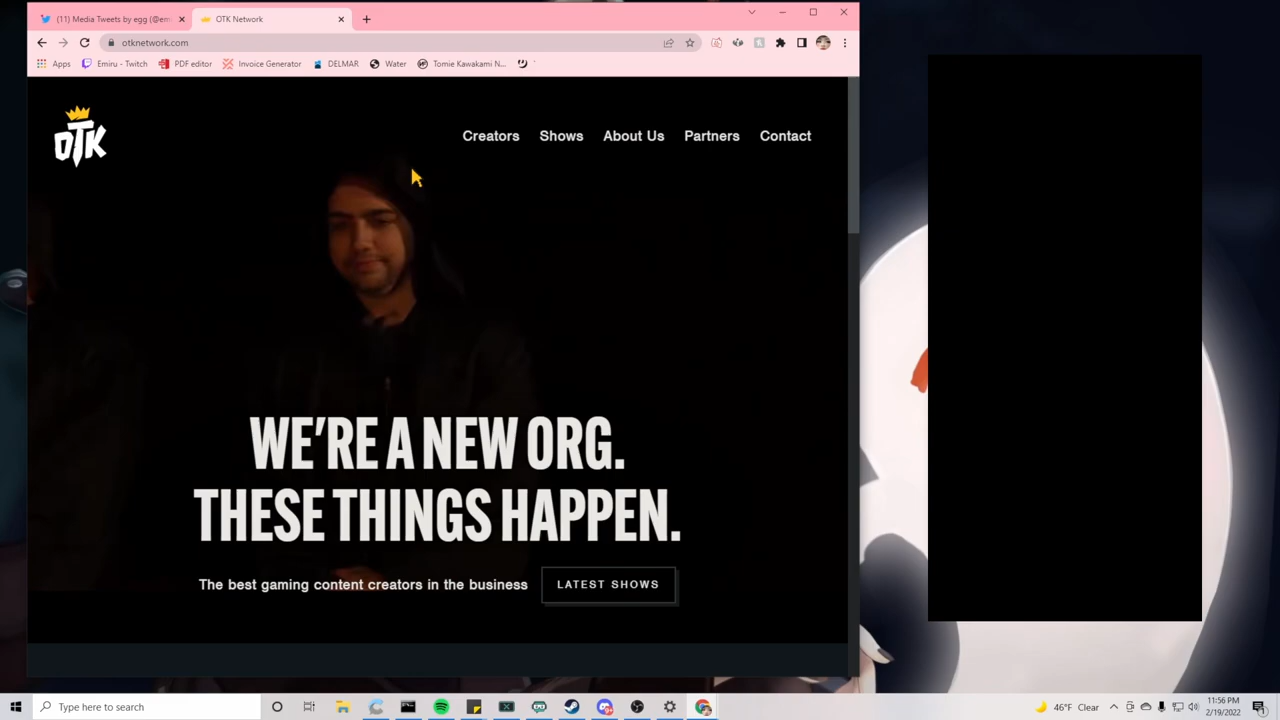 (11) Media Tweets by egg (@em
OTK Network
otknetwork.com
Apps
Emiru - Twitch
PDF editor
Invoice Generator
DELMAR
Water
Tomie Kawakami N...
OTK
Creators
Shows
About Us
Partners
Contact
WE'RE A NEW ORG.
THESE THINGS HAPPEN.
The best gaming content creators in the business
LATEST SHOWS
Type here to search
46°F Clear
11:56 PM
2/19/2022